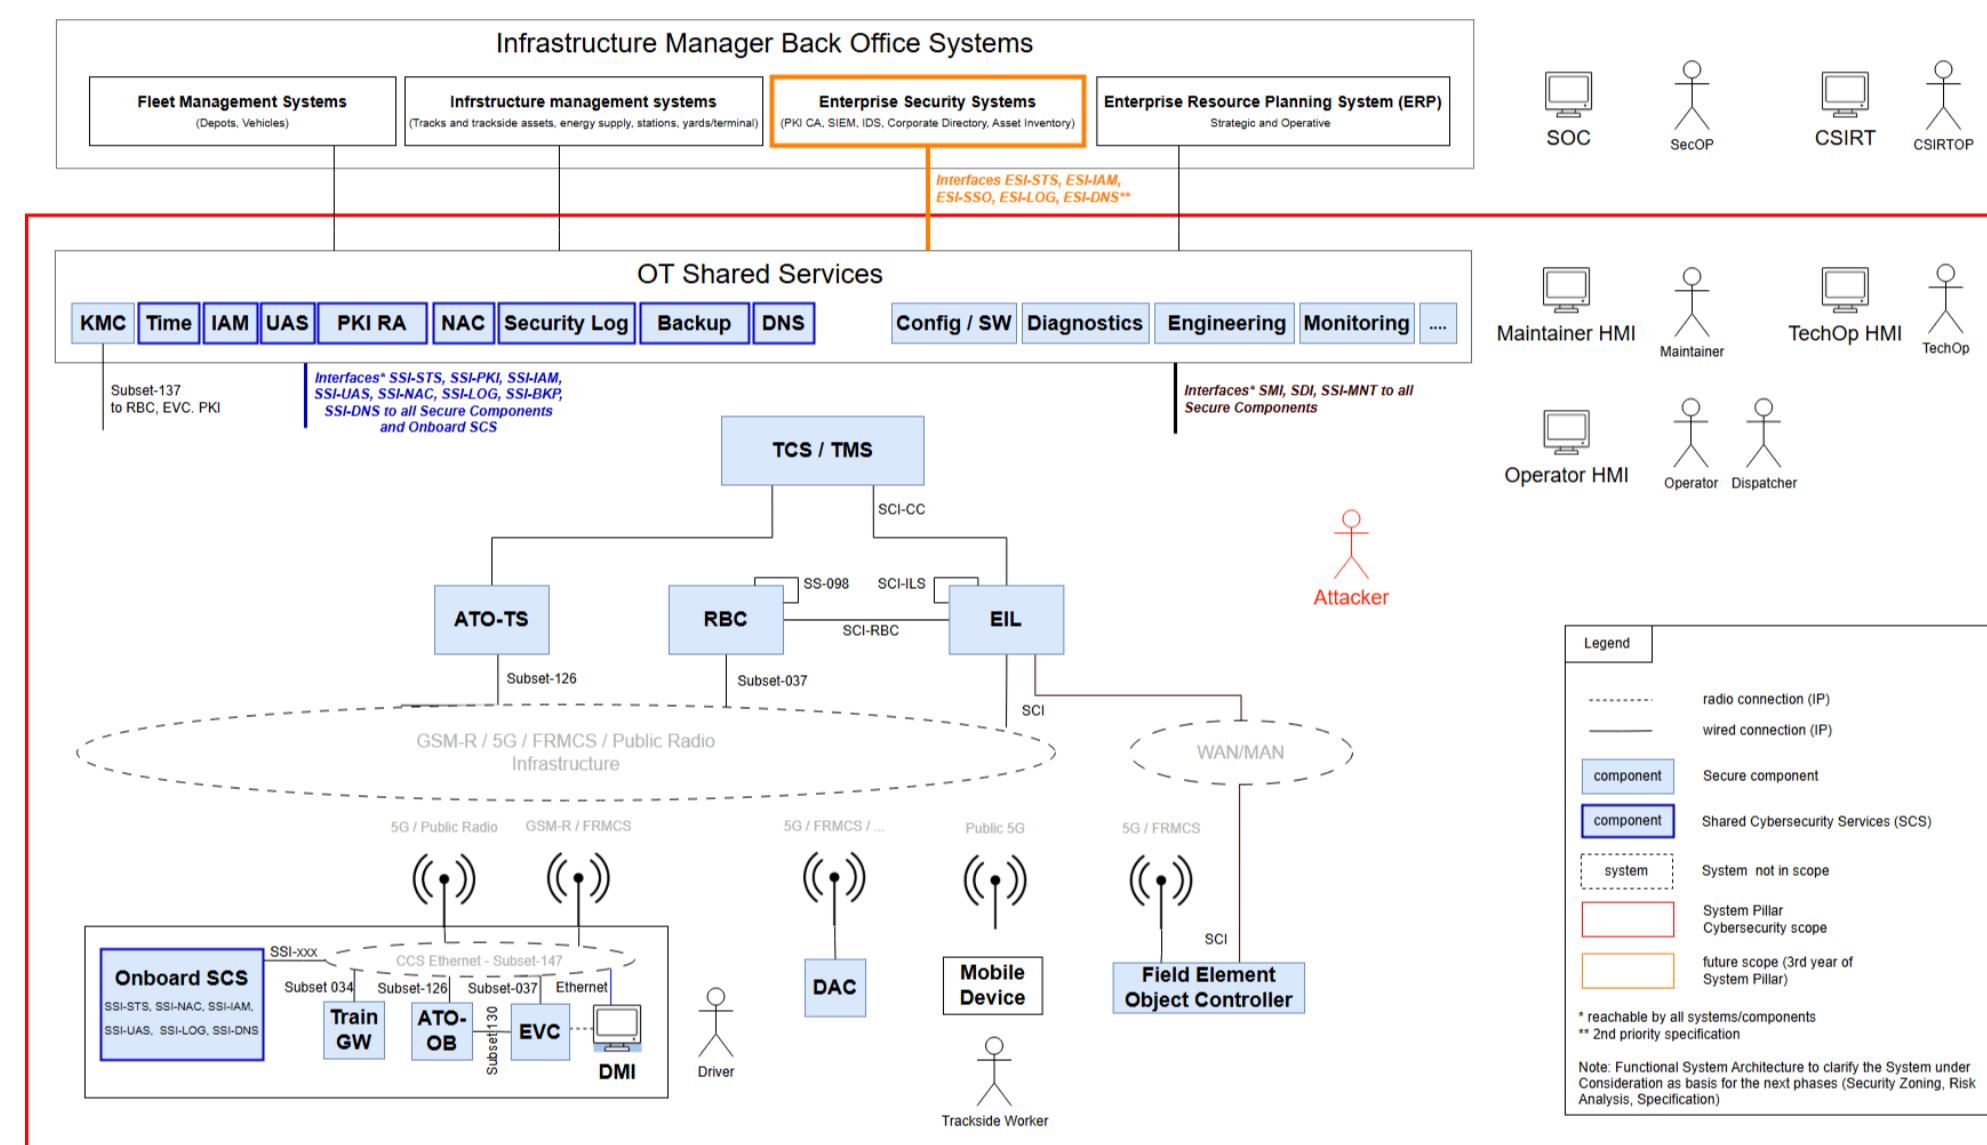 Infrastructure Manager Back Office Systems
Fleet Management Systems
(Depots, Vehicles)
Infrstructure management systems
(Tracks and trackside assets, energy supply, stations, yards/terminal)
Enterprise Security Systems
(PKI CA, SIEM, IDS, Corporate Directory, Asset Inventory)
Enterprise Resource Planning System (ERP)
Strategic and Operative
SOC
SecOP
CSIRT
CSIRTOP
Interfaces ESI-STS, ESI-IAM,
ESI-SSO, ESI-LOG, ESI-DNS**
OT Shared Services
KMC
Time
IAM
UAS
PKI RA
NAC
Security Log
Backup
DNS
Config / SW
Diagnostics
Engineering
Monitoring
....
Maintainer HMI
Maintainer
TechOp HMI
TechOp
Subset-137
to RBC, EVC. PKI
Interfaces* SSI-STS, SSI-PKI, SSI-IAM,
SSI-UAS, SSI-NAC, SSI-LOG, SSI-BKP,
SSI-DNS to all Secure Components
and Onboard SCS
Interfaces* SMI, SDI, SSI-MNT to all
Secure Components
Operator HMI
Operator
Dispatcher
TCS / TMS
SCI-CC
Attacker
ATO-TS
RBC
SS-098
SCI-ILS
SCI-RBC
EIL
Subset-126
Subset-037
SCI
GSM-R / 5G / FRMCS / Public Radio
Infrastructure
WAN/MAN
5G / Public Radio
GSM-R / FRMCS
5G / FRMCS / ...
Public 5G
5G / FRMCS
SCI
Onboard SCS
SSI-STS, SSI-NAC, SSI-IAM,
SSI-UAS, SSI-LOG, SSI-DNS
SSI-xxx
CCS Ethernet - Subset-147
Subset 034
Subset-126
Subset-037
Ethernet
Train
GW
ATO-
OB
Subset-130
EVC
DMI
Driver
DAC
Mobile
Device
Trackside Worker
Field Element
Object Controller
Legend
radio connection (IP)
wired connection (IP)
component
Secure component
component
Shared Cybersecurity Services (SCS)
system
System not in scope
System Pillar
Cybersecurity scope
future scope (3rd year of
System Pillar)
* reachable by all systems/components
** 2nd priority specification
Note: Functional System Architecture to clarify the System under
Consideration as basis for the next phases (Security Zoning, Risk
Analysis, Specification)